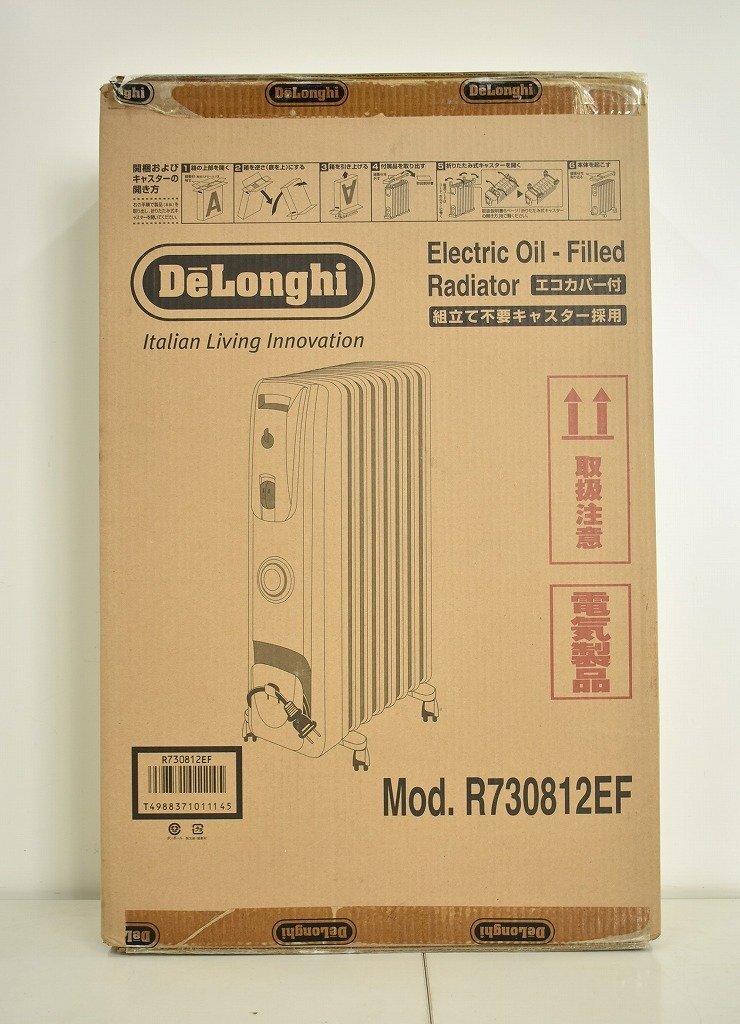 DeLonghi
DeLonghi
開梱および
キャスターの
開き方
1 箱の上部を開く
2 箱を逆さ(底を上)にする
3 箱を引き上げる
4 付属品を取り出す
5 折りたたみ式キャスターを開く
6 本体を起こす
A
A
DēLonghi
Italian Living Innovation
Electric Oil - Filled
Radiator エコカバー付
組立て不要キャスター採用
取扱注意
電気製品
R730812EF
T4988371011145
Mod. R730812EF
DeLonghi
DeLonghi